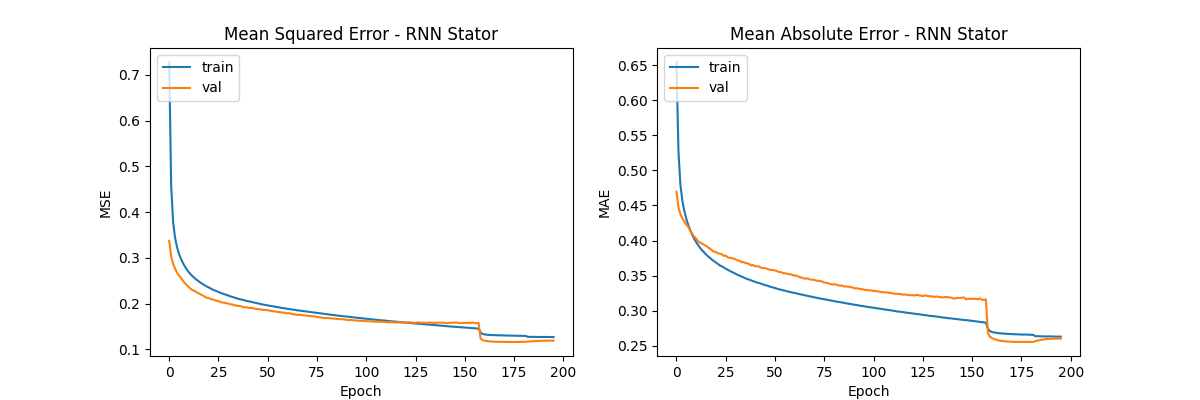 Mean Squared Error - RNN Stator
train
val
0.7
0.6
0.5
0.4
0.3
0.2
0.1
MSE
0 25 50 75 100 125 150 175 200
Epoch
Mean Absolute Error - RNN Stator
train
val
0.65
0.60
0.55
0.50
0.45
0.40
0.35
0.30
0.25
MAE
0 25 50 75 100 125 150 175 200
Epoch